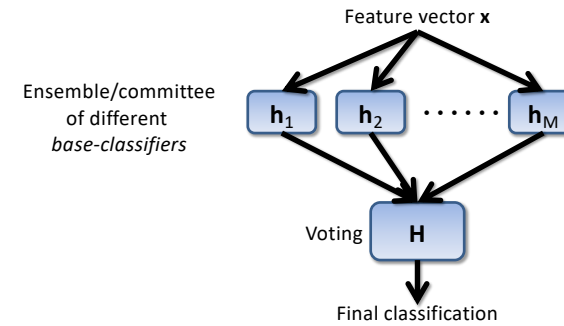 Feature vector x
Ensemble/committee
of different
base-classifiers
h1 h2 ...... hM
Voting H
Final classification